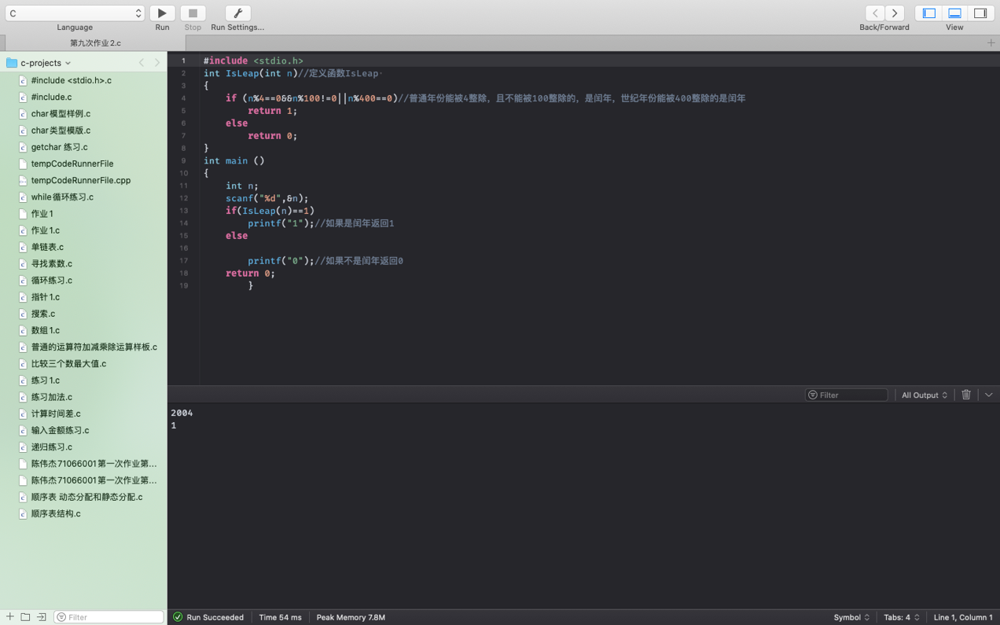 C
Language
Run
Stop
Run Settings...
Back/Forward
View
第九次作业2.c
c-projects
#include <stdio.h>.c
#include.c
char模型样例.c
char类型模版.c
getchar 练习.c
tempCodeRunnerFile
tempCodeRunnerFile.cpp
while循环练习.c
作业1
作业1.c
单链表.c
寻找素数.c
循环练习.c
指针1.c
搜索.c
数组1.c
普通的运算符加减乘除运算样板.c
比较三个数最大值.c
练习1.c
练习加法.c
计算时间差.c
输入金额练习.c
递归练习.c
陈伟杰71066001第一次作业第...
陈伟杰71066001第一次作业第...
顺序表 动态分配和静态分配.c
顺序表结构.c
Filter
1 #include <stdio.h>
2 int IsLeap(int n)//定义函数IsLeap
3 {
4 if (n%4==0&&n%100!=0||n%400==0)//普通年份能被4整除，且不能被100整除的，是闰年，世纪年份能被400整除的是闰年
5 return 1;
6 else
7 return 0;
8 }
9 int main ()
10 {
11 int n;
12 scanf("%d",&n);
13 if(IsLeap(n)==1)
14 printf("1");//如果是闰年返回1
15 else
16
17 printf("0");//如果不是闰年返回0
18 return 0;
19 }
Filter
All Output
2004
1
Run Succeeded
Time 54 ms
Peak Memory 7.8M
Symbol
Tabs: 4
Line 1, Column 1